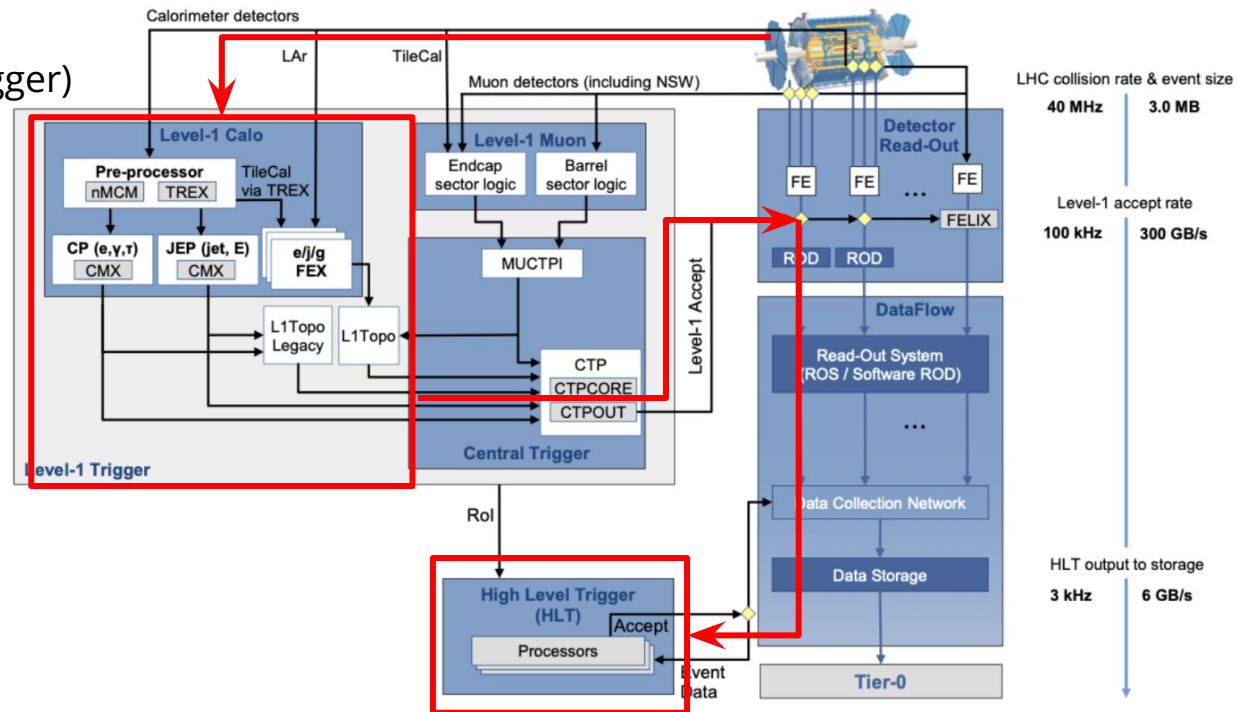 Calorimeter detectors
LAr
TileCal
gger)
Muon detectors (including NSW)
LHC collision rate & event size
40 MHz
3.0 MB
Level-1 Calo
Pre-processor
nMCM
TREX
TileCal
via TREX
CP (e,γ,τ)
CMX
JEP (jet, E)
CMX
e/j/g
FEX
Level-1 Muon
Endcap
sector logic
Barrel
sector logic
Detector
Read-Out
FE
FE
...
FE
FELIX
ROD
ROD
Level-1 accept rate
100 kHz
300 GB/s
MUCTPI
L1Topo
Legacy
L1Topo
Level-1 Accept
CTP
CTPCORE
CTPOUT
Central Trigger
Level-1 Trigger
DataFlow
Read-Out System
(ROS / Software ROD)
...
Data Collection Network
Data Storage
RoI
High Level Trigger
(HLT)
Accept
Processors
Event
Data
HLT output to storage
3 kHz
6 GB/s
Tier-0